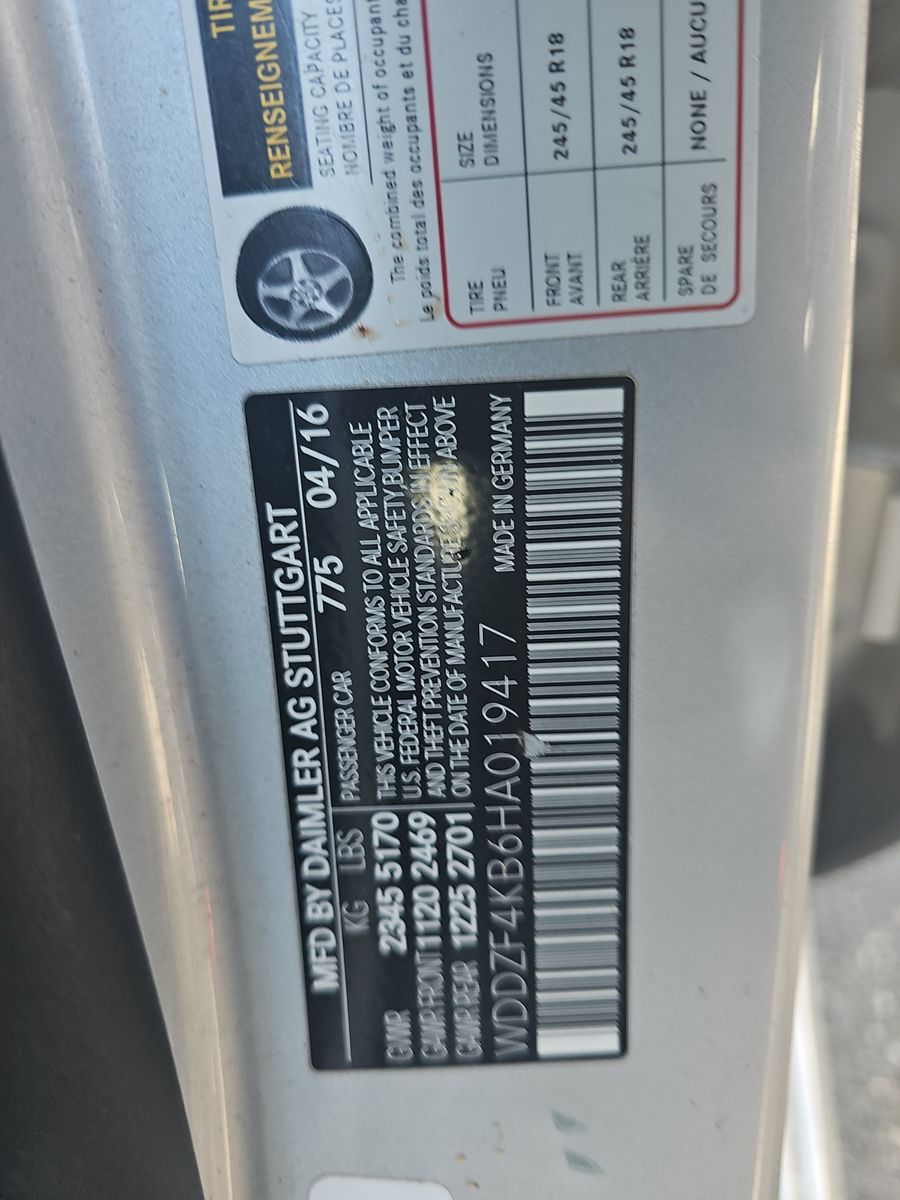 MFD BY DAIMLER AG STUTTGART
775 04/16
KG LBS PASSENGER CAR
GVWR 2345 5170
GAWR FRONT 1120 2469
GAWR REAR 1225 2701
THIS VEHICLE CONFORMS TO ALL APPLICABLE
U.S. FEDERAL MOTOR VEHICLE SAFETY,BUMPER
AND THEFT PREVENTION STANDARDS IN EFFECT
ON THE DATE OF MANUFACTURE ABOVE
WDDZF4KB6HA019417 MADE IN GERMANY
TIR
RENSEIGNEM
SEATING CAPACITY
NOMBRE DE PLACES
The combined weight of occupant
Le poids total des occupants et du cha
TIRE SIZE
PNEU DIMENSIONS
FRONT 245/45 R18
AVANT
REAR 245/45 R18
ARRIÈRE
SPARE NONE / AUCU
DE SECOURS